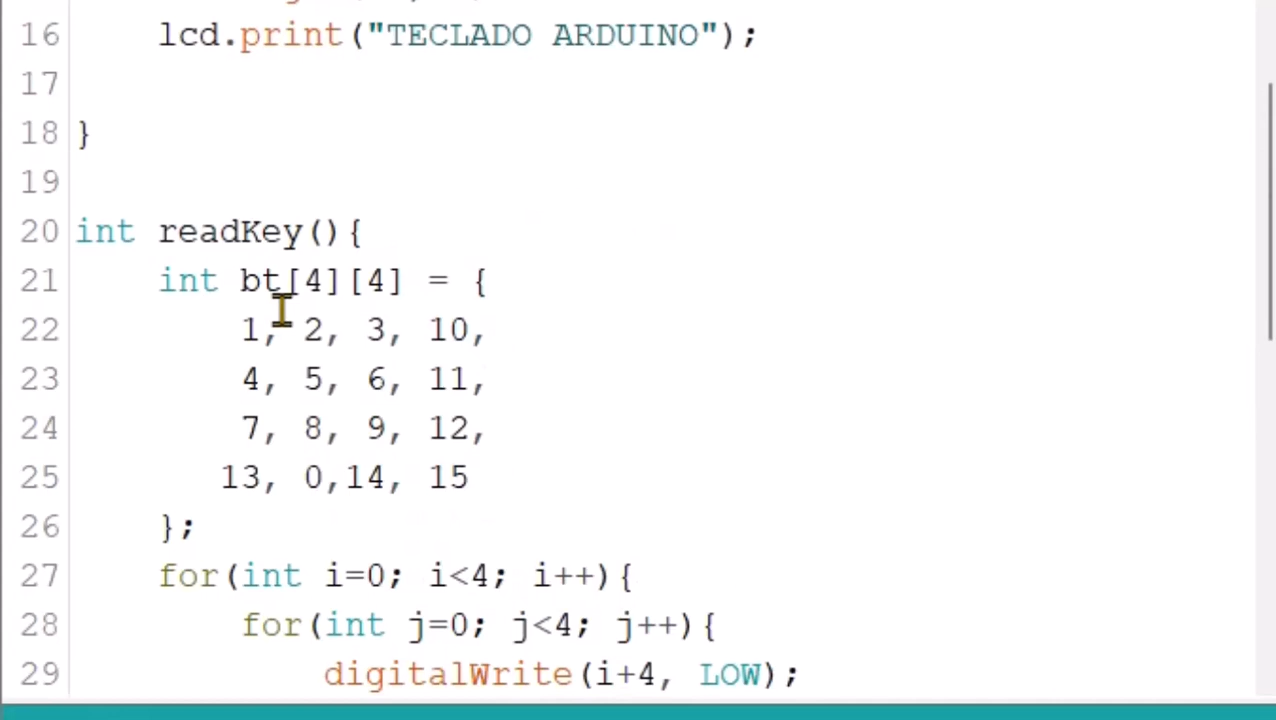 16 lcd.print("TECLADO ARDUINO");
17
18 }
19
20 int readKey(){
21 int bt[4][4] = {
22 1, 2, 3, 10,
23 4, 5, 6, 11,
24 7, 8, 9, 12,
25 13, 0,14, 15
26 };
27 for(int i=0; i<4; i++){
28 for(int j=0; j<4; j++){
29 digitalWrite(i+4, LOW);